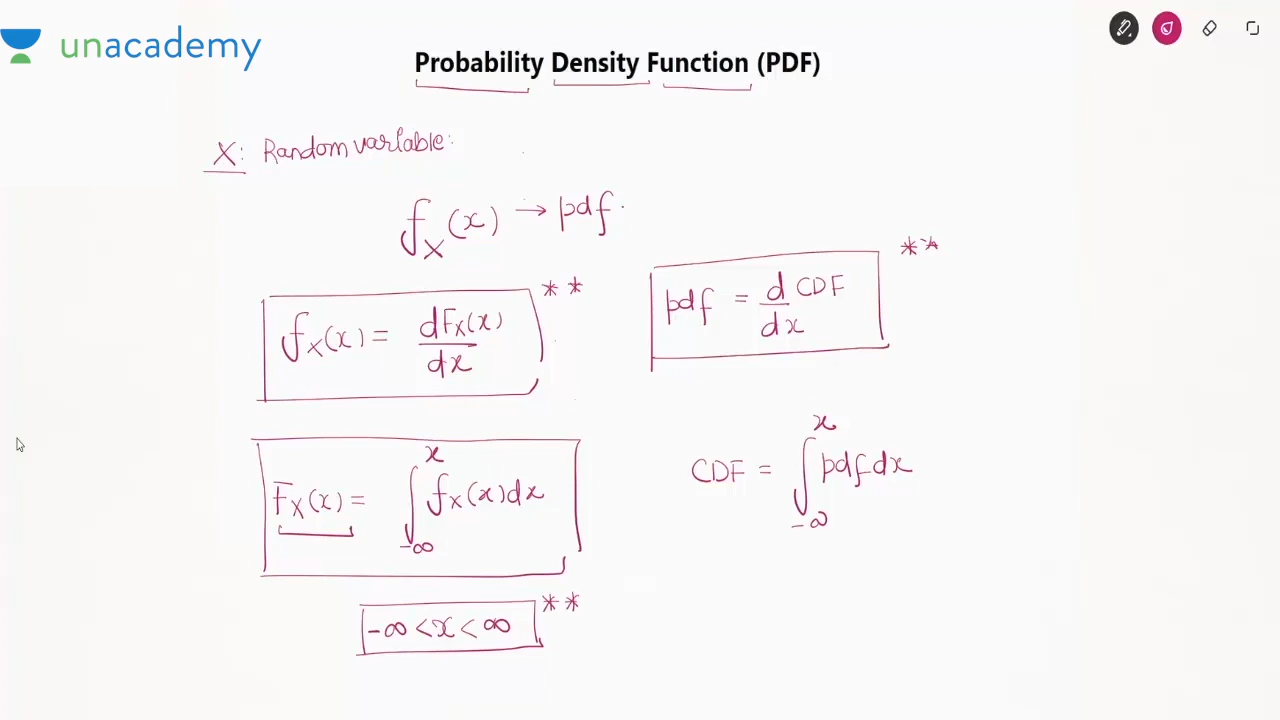 unacademy
Probability Density Function (PDF)
X: Random variable:
f_X(x) → pdf.
f_X(x) = dF_X(x)/dx **
pdf = d/dx CDF **
F_X(x) = ∫_{-∞}^{x} f_X(x)dx
CDF = ∫_{-∞}^{x} pdf dx
-∞ < x < ∞ **